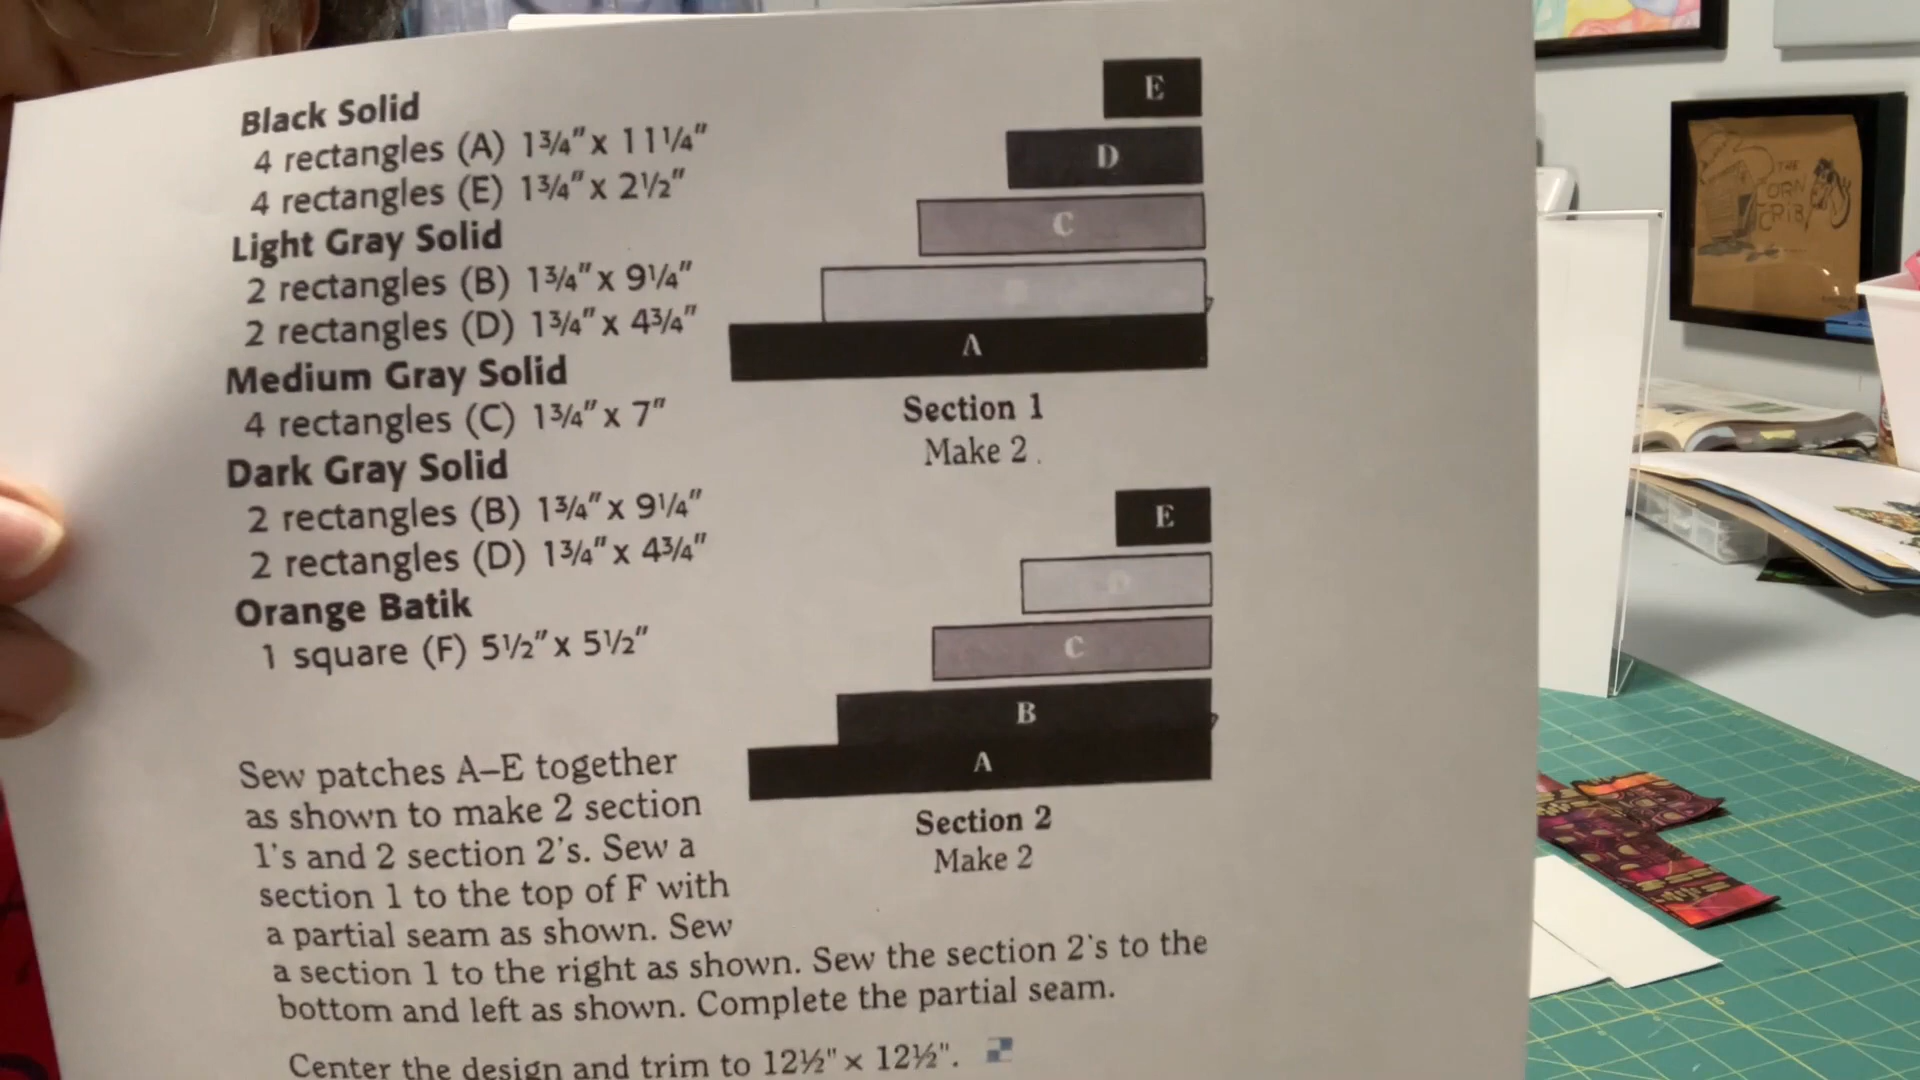 Black Solid
4 rectangles (A) 1¾" x 11¼"
4 rectangles (E) 1¾" x 2½"
Light Gray Solid
2 rectangles (B) 1¾" x 9¼"
2 rectangles (D) 1¾" x 4¾"
Medium Gray Solid
4 rectangles (C) 1¾" x 7"
Dark Gray Solid
2 rectangles (B) 1¾" x 9¼"
2 rectangles (D) 1¾" x 4¾"
Orange Batik
1 square (F) 5½" x 5½"
E
D
C
A
Section 1
Make 2
E
D
C
B
A
Section 2
Make 2
Sew patches A–E together
as shown to make 2 section
1's and 2 section 2's. Sew a
section 1 to the top of F with
a partial seam as shown. Sew
a section 1 to the right as shown. Sew the section 2's to the
bottom and left as shown. Complete the partial seam.
Center the design and trim to 12½" x 12½".
THE
CORN
CRIB